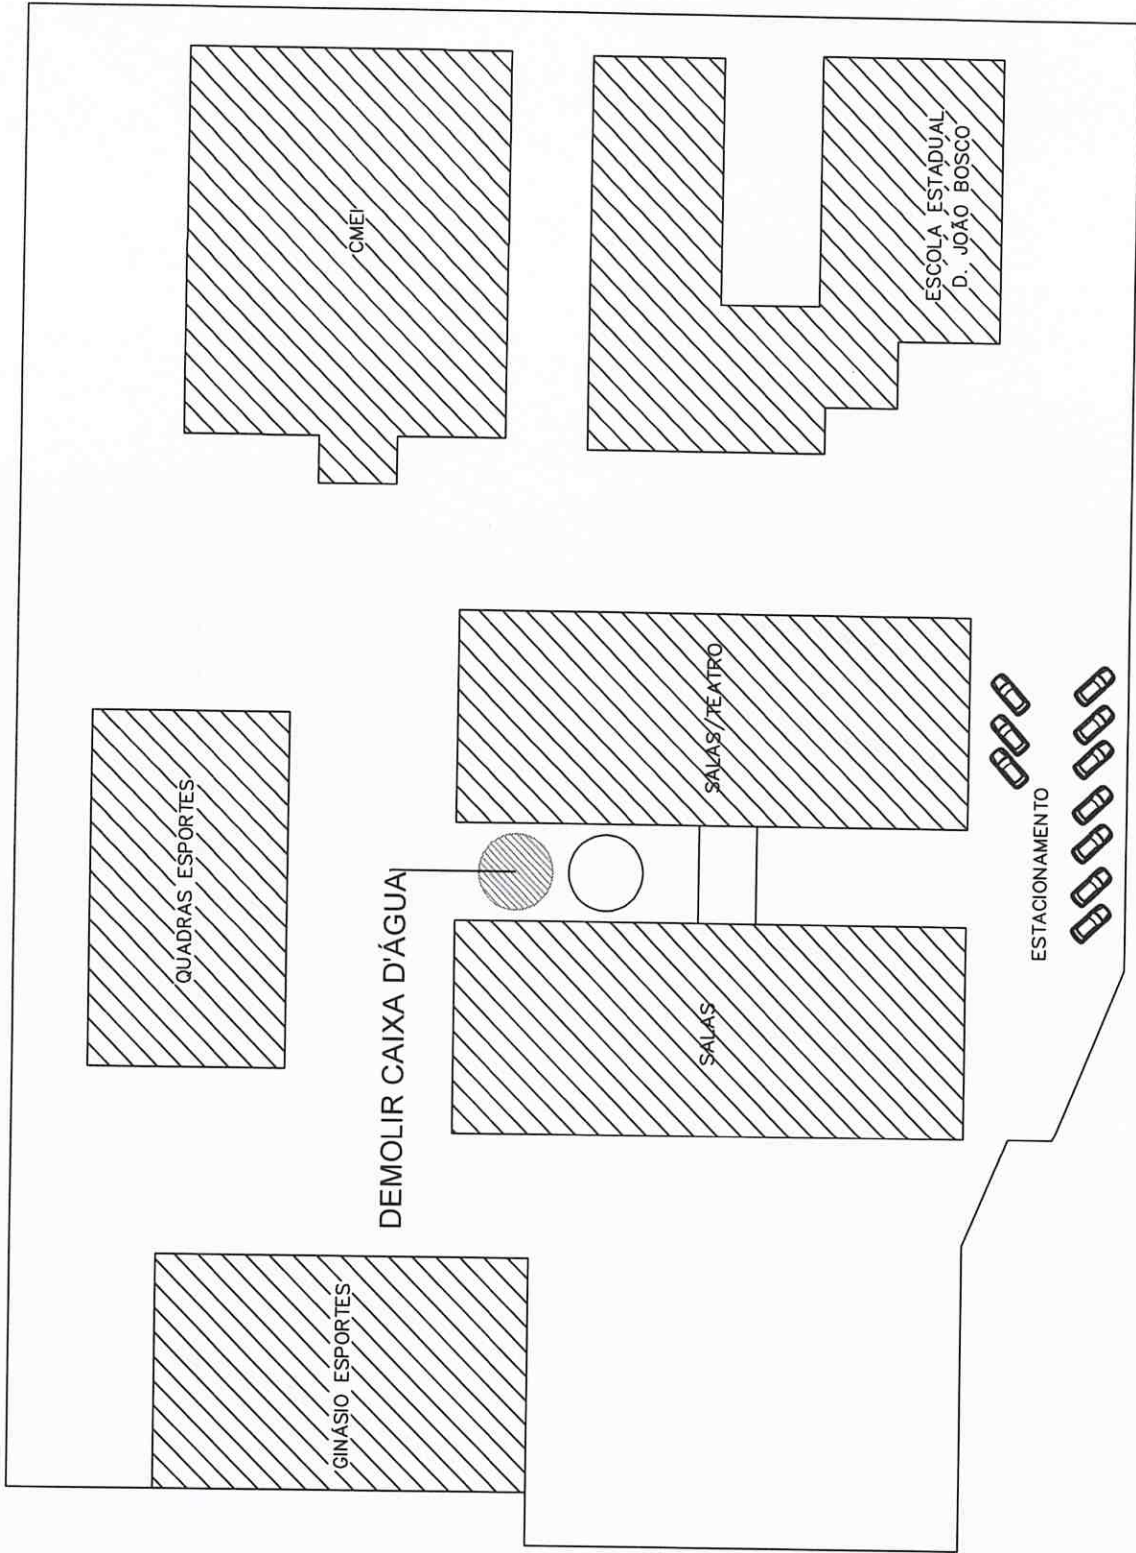 GINÁSIO ESPORTES
QUADRAS ESPORTES
CMEI
DEMOLIR CAIXA D'ÁGUA
SALAS
SALAS/TEATRO
ESCOLA ESTADUAL
D. JOÃO BOSCO
ESTACIONAMENTO